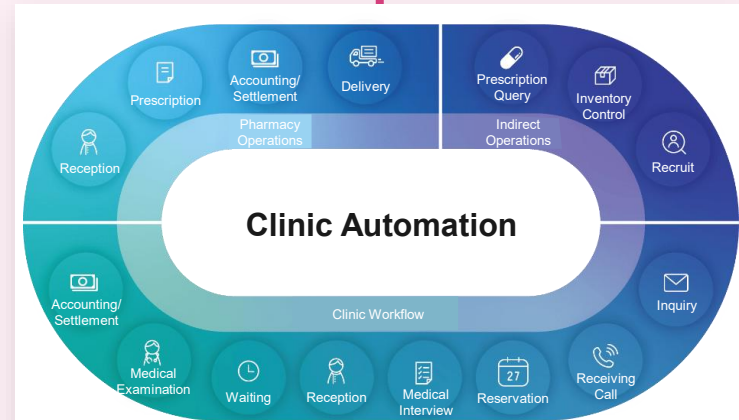 Prescription
Accounting/
Settlement
Delivery
Reception
Pharmacy
Operations
Prescription
Query
Inventory
Control
Recruit
Indirect
Operations
Clinic Automation
Clinic Workflow
Accounting/
Settlement
Medical
Examination
Waiting
Reception
Medical
Interview
27
Reservation
Receiving
Call
Inquiry